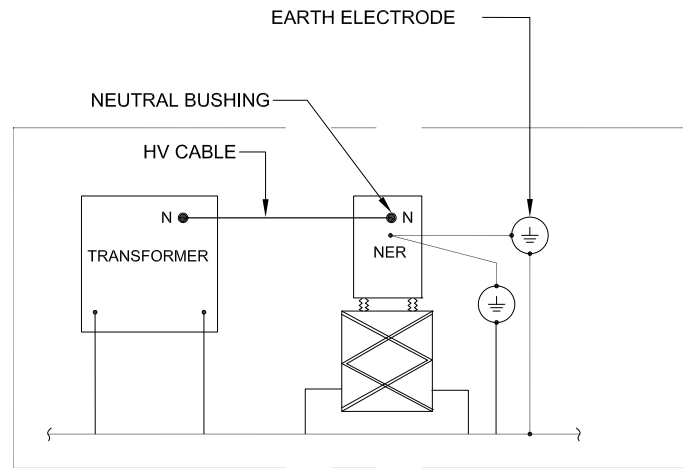 EARTH ELECTRODE
NEUTRAL BUSHING
HV CABLE
N
N
TRANSFORMER
NER